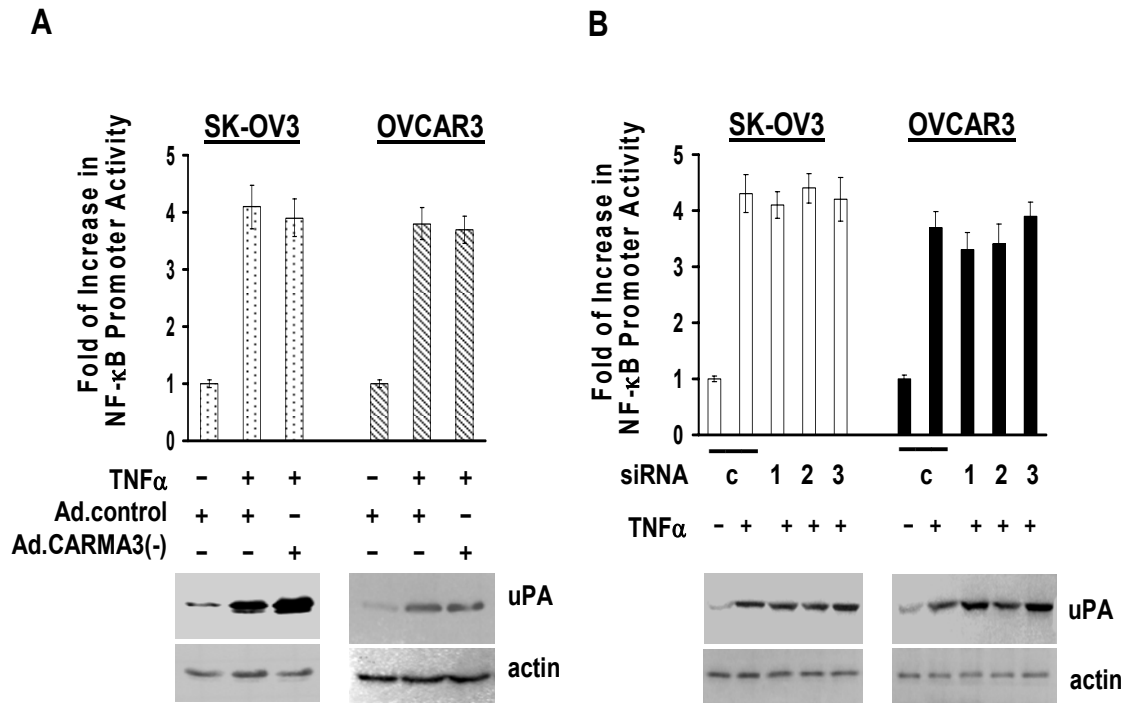 A
SK-OV3 OVCAR3
Fold of Increase in
NF-κB Promoter Activity
5
4
3
2
1
0
TNFα – + + – + +
Ad.control + + – + + –
Ad.CARMA3(-) – – + – – +
uPA
actin
B
SK-OV3 OVCAR3
Fold of Increase in
NF-κB Promoter Activity
5
4
3
2
1
0
siRNA c 1 2 3 c 1 2 3
TNFα – + + + + – + + + +
uPA
actin